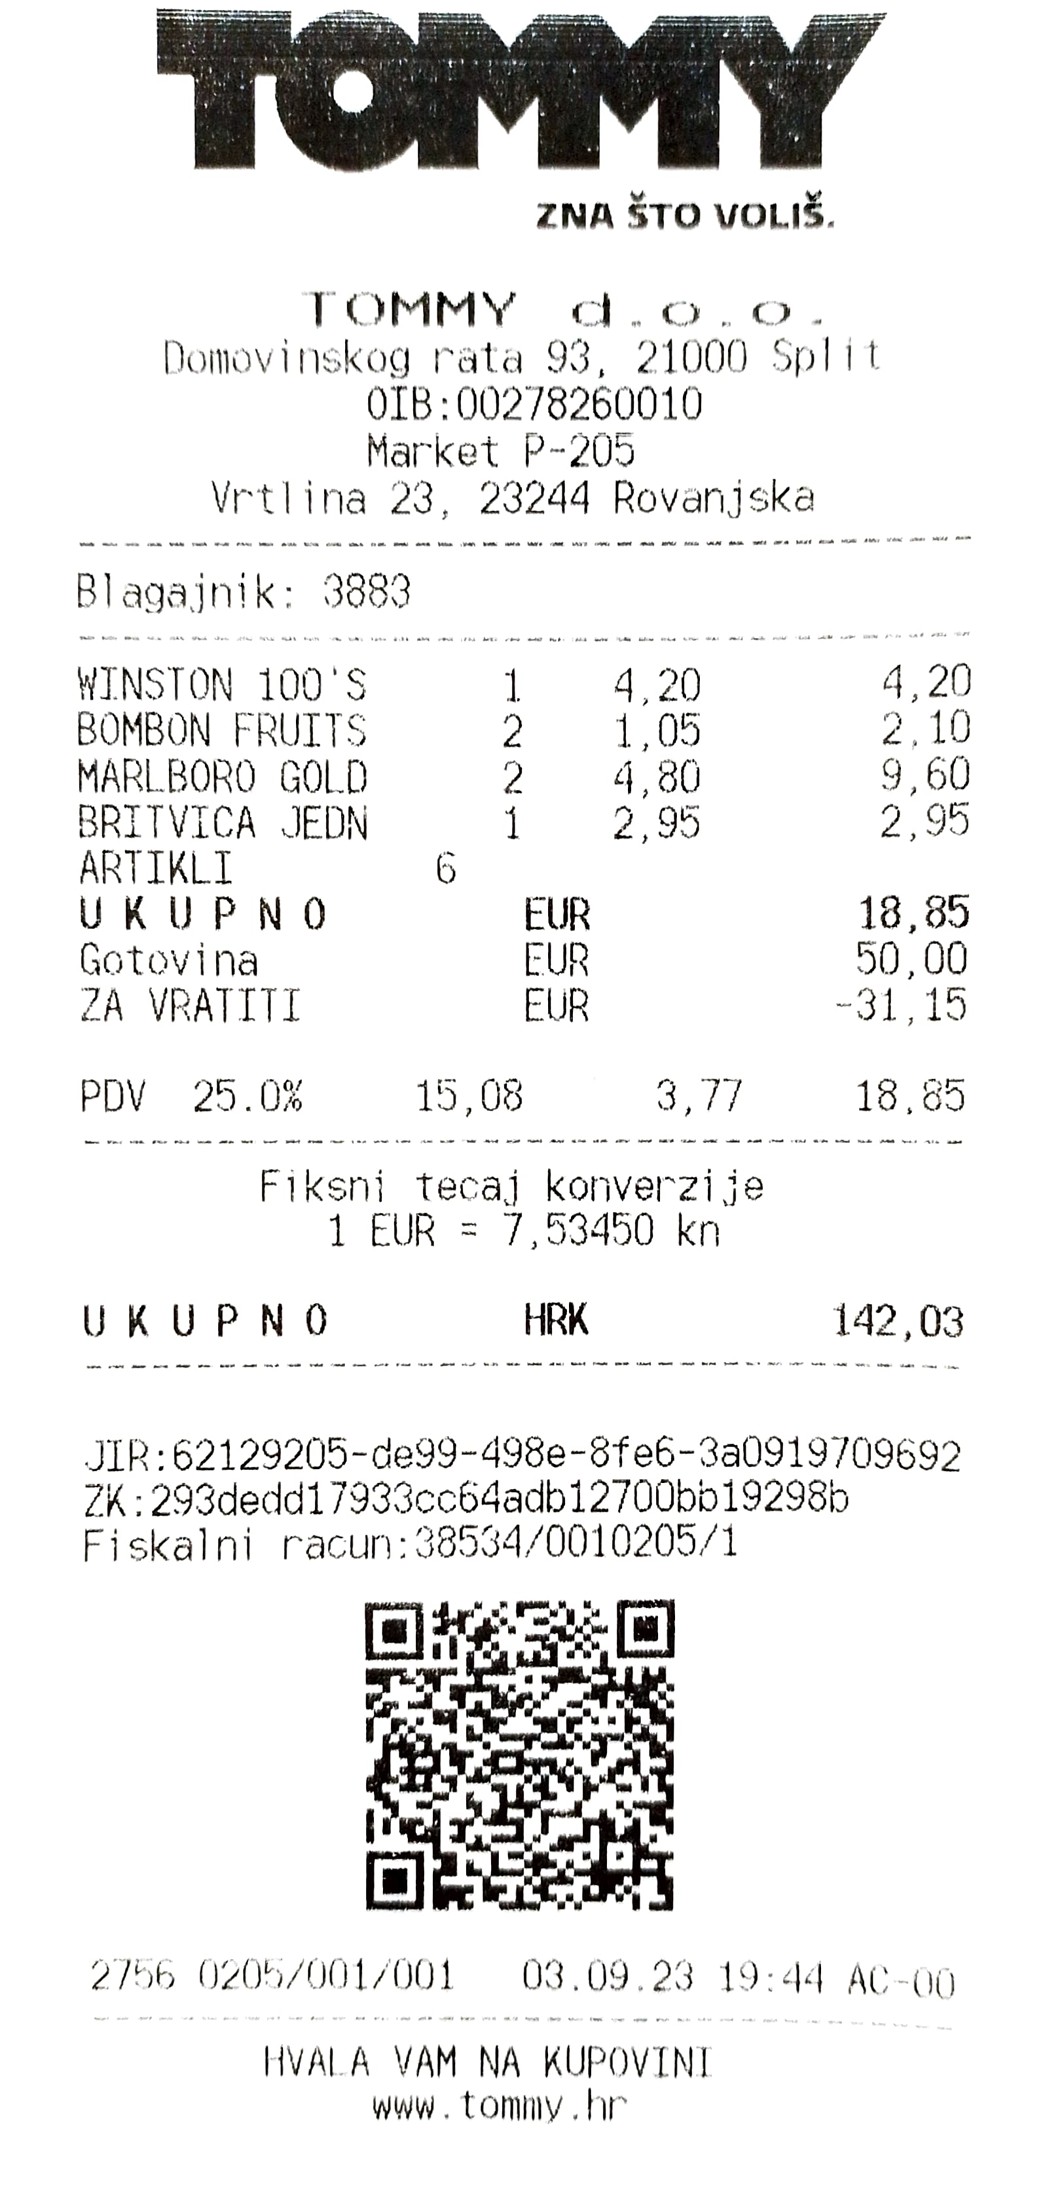 TOMMY
ZNA ŠTO VOLIŠ.
TOMMY d.o.o.
Domovinskog rata 93, 21000 Split
OIB:00278260010
Market P-205
Vrtlina 23, 23244 Rovanjska
Blagajnik: 3883
WINSTON 100'S 1 4,20 4,20
BOMBON FRUITS 2 1,05 2,10
MARLBORO GOLD 2 4,80 9,60
BRITVICA JEDN 1 2,95 2,95
ARTIKLI 6
U K U P N O EUR 18,85
Gotovina EUR 50,00
ZA VRATITI EUR -31,15
PDV 25.0% 15,08 3,77 18,85
Fiksni tecaj konverzije
1 EUR = 7,53450 kn
U K U P N O HRK 142,03
JIR:62129205-de99-498e-8fe6-3a0919709692
ZK:293dedd17933cc64adb12700bb19298b
Fiskalni racun:38534/0010205/1
2756 0205/001/001 03.09.23 19:44 AC-00
HVALA VAM NA KUPOVINI
www.tommy.hr